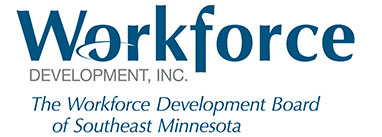 Workforce
DEVELOPMENT, INC.
The Workforce Development Board
of Southeast Minnesota